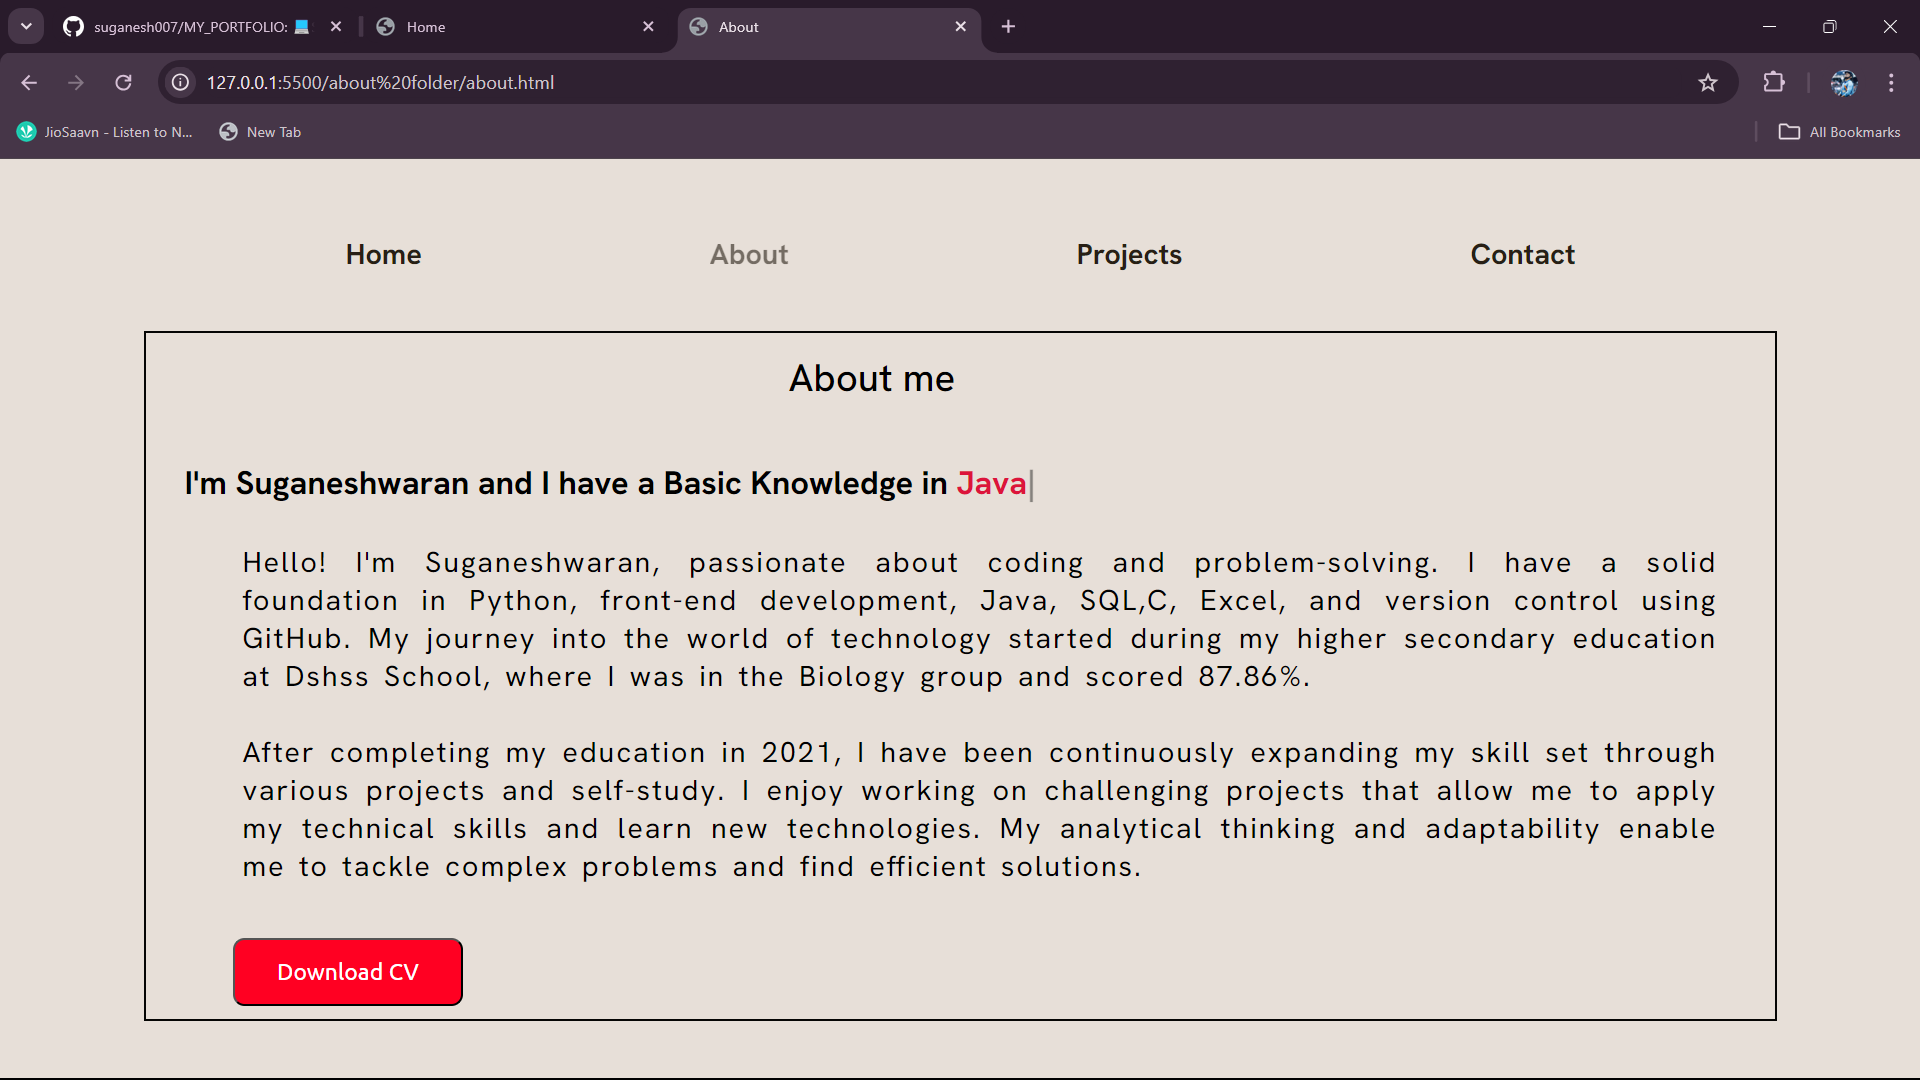 suganesh007/MY_PORTFOLIO: 💻
Home
About
127.0.0.1:5500/about%20folder/about.html
JioSaavn - Listen to N...
New Tab
All Bookmarks
Home
About
Projects
Contact
About me
I'm Suganeshwaran and I have a Basic Knowledge in Java|
Hello! I'm Suganeshwaran, passionate about coding and problem-solving. I have a solid
foundation in Python, front-end development, Java, SQL,C, Excel, and version control using
GitHub. My journey into the world of technology started during my higher secondary education
at Dshss School, where I was in the Biology group and scored 87.86%.
After completing my education in 2021, I have been continuously expanding my skill set through
various projects and self-study. I enjoy working on challenging projects that allow me to apply
my technical skills and learn new technologies. My analytical thinking and adaptability enable
me to tackle complex problems and find efficient solutions.
Download CV